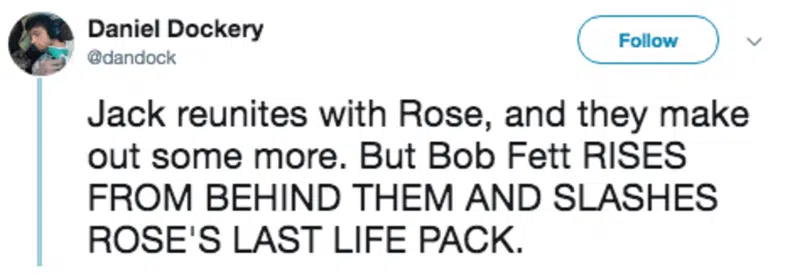 Daniel Dockery
@dandock
Follow
Jack reunites with Rose, and they make
out some more. But Bob Fett RISES
FROM BEHIND THEM AND SLASHES
ROSE'S LAST LIFE PACK.